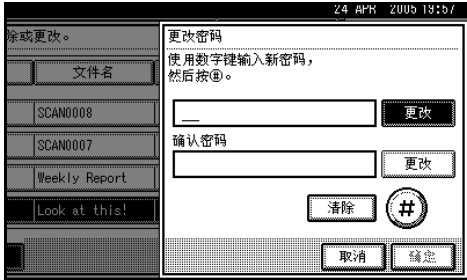 24 APR 2005 19:57
除或更改。
更改密码
使用数字键输入新密码，
然后按⊕。
文件名
SCAN0008
更改
SCAN0007
确认密码
更改
Weekly Report
Look at this!
清除
#
取消
确定